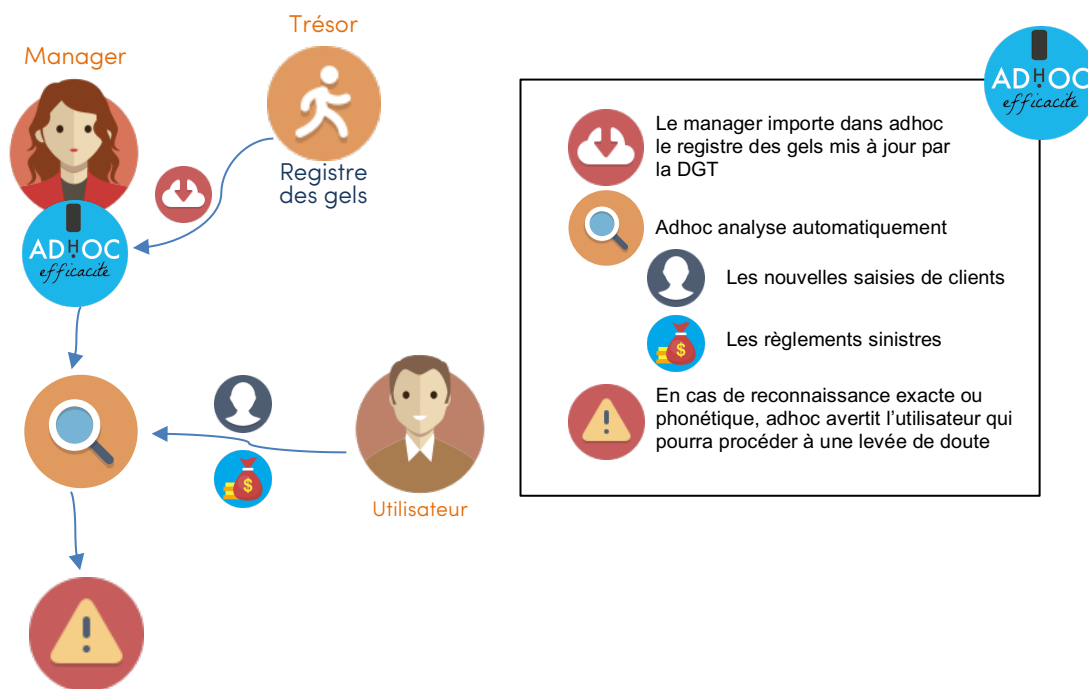 Trésor
Manager
Registre
des gels
ADHOC
efficacité
Utilisateur
ADHOC
efficacité
Le manager importe dans adhoc
le registre des gels mis à jour par
la DGT
Adhoc analyse automatiquement
Les nouvelles saisies de clients
Les règlements sinistres
$
En cas de reconnaissance exacte ou
phonétique, adhoc avertit l’utilisateur qui
pourra procéder à une levée de doute
$